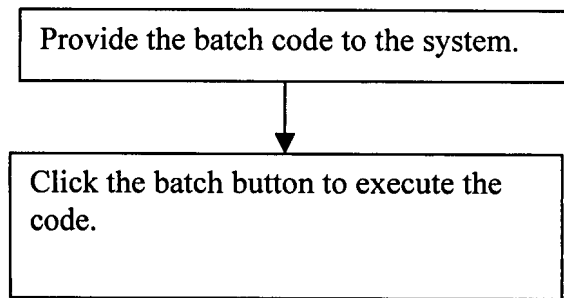 Provide the batch code to the system.
Click the batch button to execute the
code.